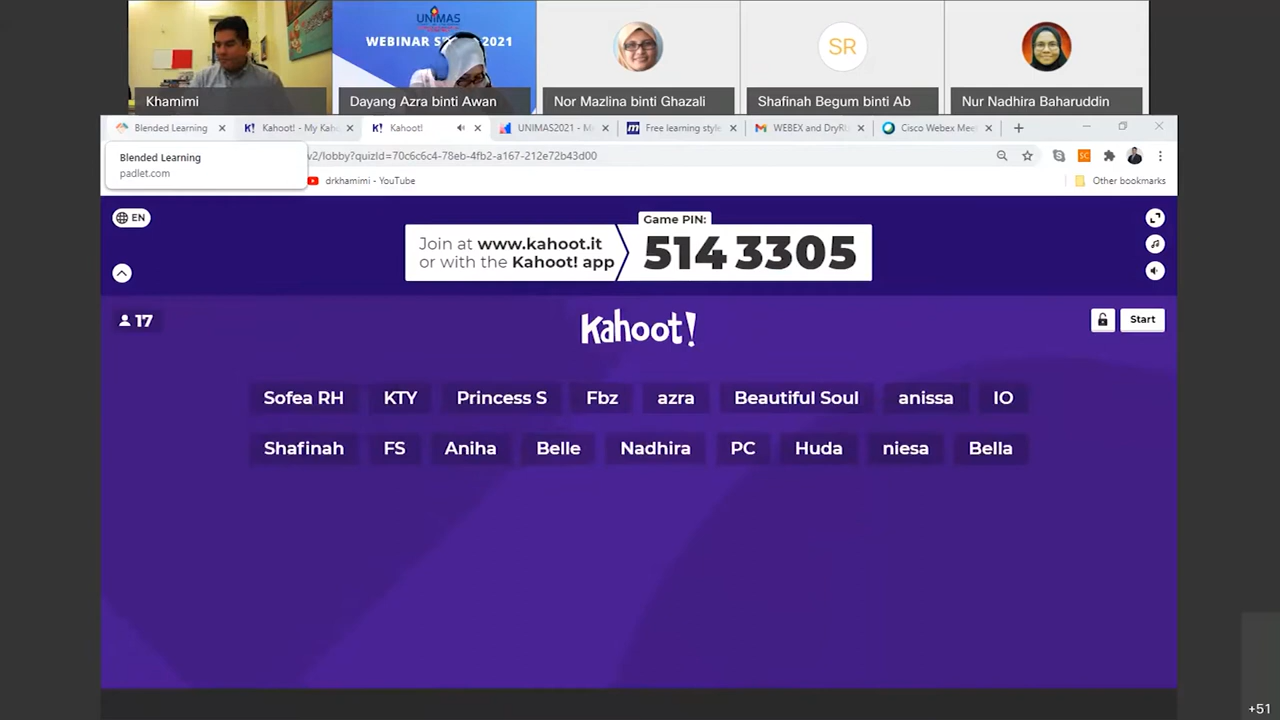 UNIMAS
WEBINAR S 2021
SR
Khamimi
Dayang Azra binti Awan
Nor Mazlina binti Ghazali
Shafinah Begum binti Ab
Nur Nadhira Baharuddin
Blended Learning
Kahoot! - My Kaho
Kahoot!
UNIMAS2021 - M
Free learning style
WEBEX and DryR
Cisco Webex Mee
Blended Learning
padlet.com
v2/lobby?quizId=70c6c6c4-78eb-4fb2-a167-212e72b43d00
SC
drkhamimi - YouTube
Other bookmarks
EN
Join at www.kahoot.it
or with the Kahoot! app
Game PIN:
514 3305
17
Kahoot!
Start
Sofea RH KTY Princess S Fbz azra Beautiful Soul anissa IO
Shafinah FS Aniha Belle Nadhira PC Huda niesa Bella
+51